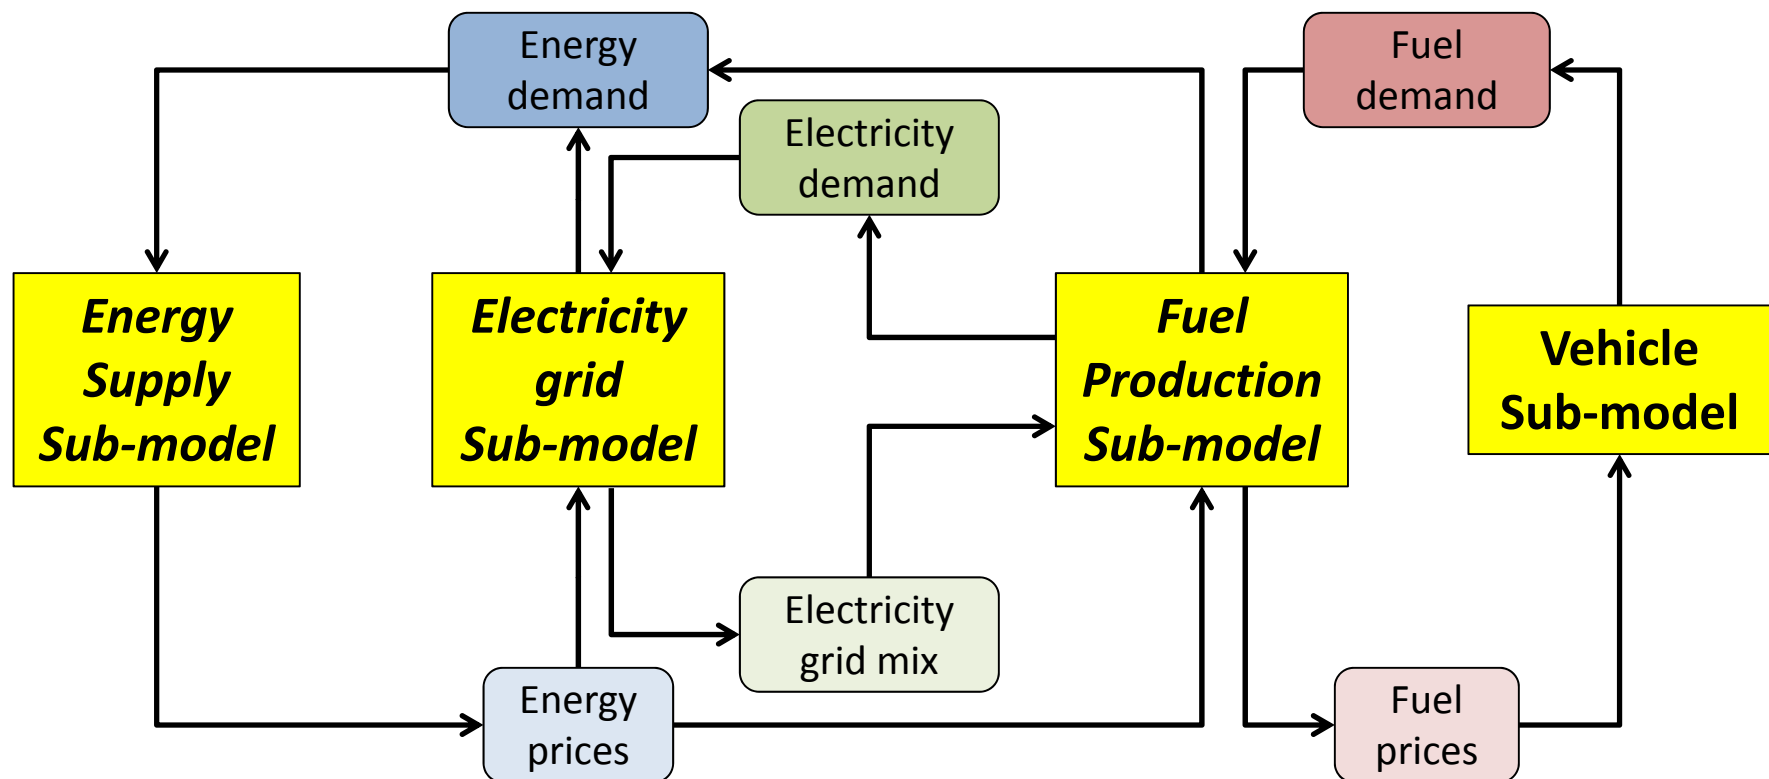 Energy
demand
Fuel
demand
Electricity
demand
Energy
Supply
Sub-model
Electricity
grid
Sub-model
Fuel
Production
Sub-model
Vehicle
Sub-model
Electricity
grid mix
Energy
prices
Fuel
prices